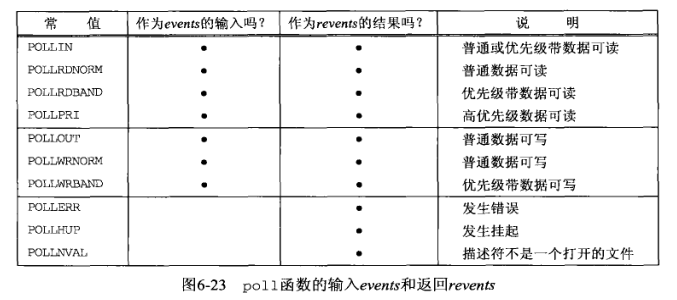 常 值 作为events的输入吗？ 作为revents的结果吗？ 说 明
POLLIN • • 普通或优先级带数据可读
POLLRDNORM • • 普通数据可读
POLLRDBAND • • 优先级带数据可读
POLLPRI • • 高优先级数据可读
POLLOUT • • 普通数据可写
POLLWRNORM • • 普通数据可写
POLLWRBAND • • 优先级带数据可写
POLLERR • 发生错误
POLLHUP • 发生挂起
POLLNVAL • 描述符不是一个打开的文件
图6-23 poll函数的输入events和返回revents